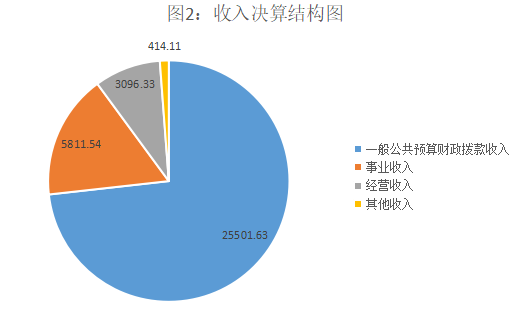 图2：收入决算结构图
414.11
3096.33
5811.54
25501.63
一般公共预算财政拨款收入
事业收入
经营收入
其他收入